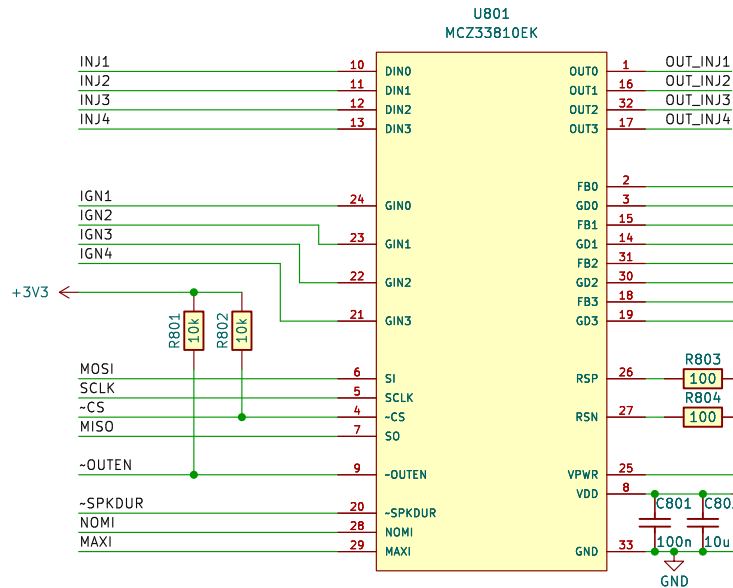 U801
MCZ33810EK
INJ1 10 DIN0 OUT0 1 OUT_INJ1
INJ2 11 DIN1 OUT1 16 OUT_INJ2
INJ3 12 DIN2 OUT2 32 OUT_INJ3
INJ4 13 DIN3 OUT3 17 OUT_INJ4
FB0 2
IGN1 24 GIN0 GD0 3
IGN2 FB1 15
IGN3 23 GIN1 GD1 14
IGN4 FB2 31
22 GIN2 GD2 30
+3V3 FB3 18
21 GIN3 GD3 19
R801 10k R802 10k
R803
MOSI 6 SI RSP 26 100
SCLK 5 SCLK R804
~CS 4 ~CS RSN 27 100
MISO 7 SO
~OUTEN 9 ~OUTEN VPWR 25
VDD 8
C801 C80
~SPKDUR 20 ~SPKDUR
NOMI 28 NOMI
MAXI 29 MAXI GND 33 100n 10u
GND